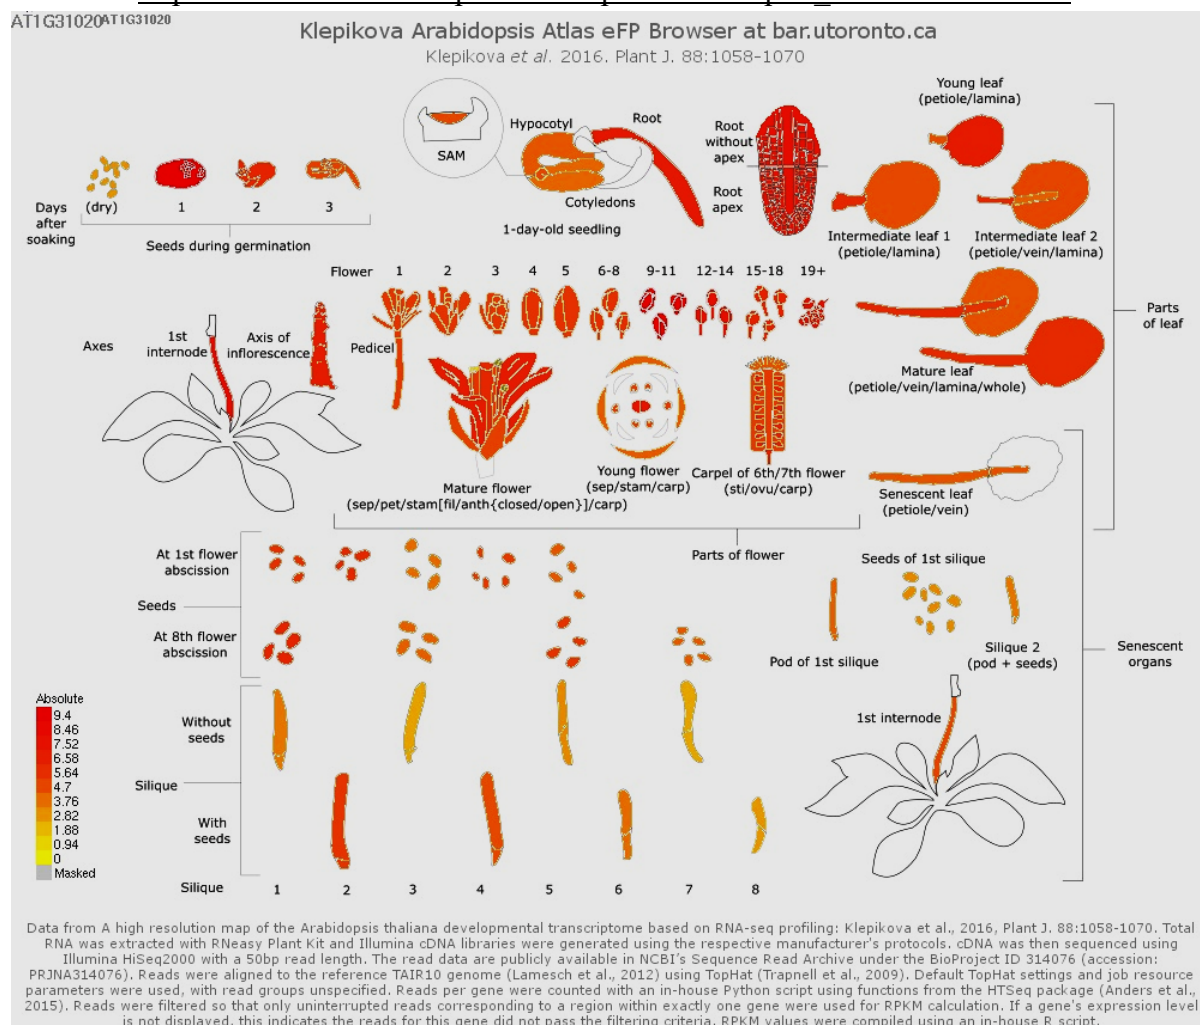 AT1G31020AT1G31020
Klepikova Arabidopsis Atlas eFP Browser at bar.utoronto.ca
Klepikova et al. 2016. Plant J. 88:1058-1070
Young leaf
(petiole/lamina)
SAM
Hypocotyl
Root
Cotyledons
1-day-old seedling
Root
without
apex
Root
apex
Intermediate leaf 1
(petiole/lamina)
Intermediate leaf 2
(petiole/vein/lamina)
Days
after
soaking
(dry) 1 2 3
Seeds during germination
Flower 1 2 3 4 5 6-8 9-11 12-14 15-18 19+
Parts
of leaf
Axes
1st
internode
Axis of
inflorescence
Pedicel
Mature leaf
(petiole/vein/lamina/whole)
Mature flower
(sep/pet/stam[fil/anth{closed/open}]/carp)
Young flower
(sep/stam/carp)
Carpel of 6th/7th flower
(sti/ovu/carp)
Senescent leaf
(petiole/vein)
Parts of flower
At 1st flower
abscission
Seeds
At 8th flower
abscission
Seeds of 1st silique
Pod of 1st silique
Silique 2
(pod + seeds)
Senescent
organs
1st internode
Without
seeds
Silique
With
seeds
Silique 1 2 3 4 5 6 7 8
Absolute
9.4
8.46
7.52
6.58
5.64
4.7
3.76
2.82
1.88
0.94
0
Masked
Data from A high resolution map of the Arabidopsis thaliana developmental transcriptome based on RNA-seq profiling: Klepikova et al., 2016, Plant J. 88:1058-1070. Total
RNA was extracted with RNeasy Plant Kit and Illumina cDNA libraries were generated using the respective manufacturer's protocols. cDNA was then sequenced using
Illumina HiSeq2000 with a 50bp read length. The read data are publicly available in NCBI's Sequence Read Archive under the BioProject ID 314076 (accession:
PRJNA314076). Reads were aligned to the reference TAIR10 genome (Lamesch et al., 2012) using TopHat (Trapnell et al., 2009). Default TopHat settings and job resource
parameters were used, with read groups unspecified. Reads per gene were counted with an in-house Python script using functions from the HTSeq package (Anders et al.,
2015). Reads were filtered so that only uninterrupted reads corresponding to a region within exactly one gene were used for RPKM calculation. If a gene's expression level
is not displayed, this indicates the reads for this gene did not pass the filtering criteria. RPKM values were compiled using an in-house R script.